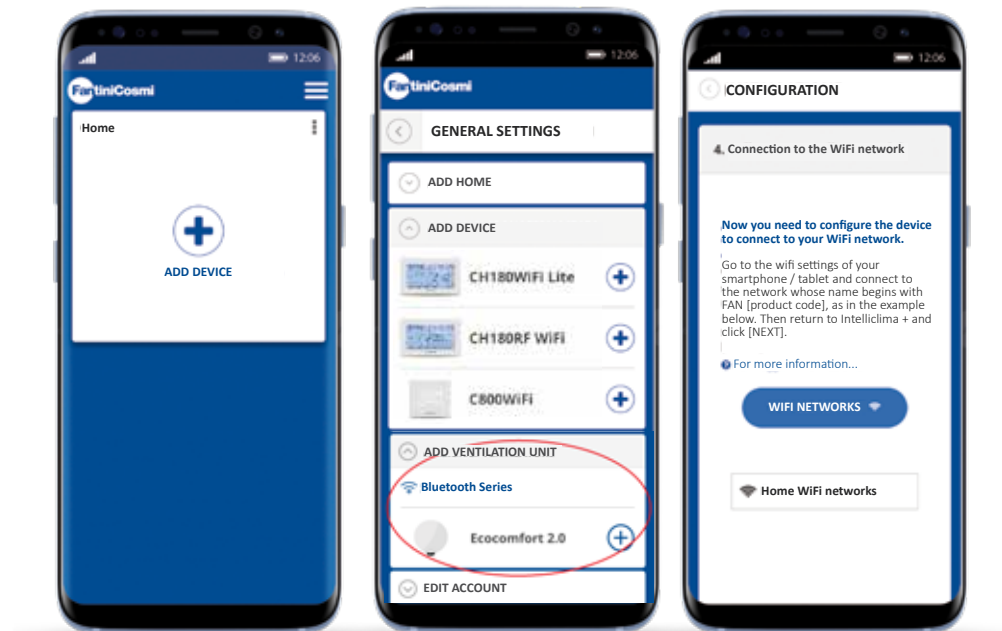 12:06
FantiniCosmi
Home
ADD DEVICE
12:06
FantiniCosmi
GENERAL SETTINGS
ADD HOME
ADD DEVICE
CH180WiFi Lite
CH180RF WiFi
C800WiFi
ADD VENTILATION UNIT
Bluetooth Series
Ecocomfort 2.0
EDIT ACCOUNT
12:06
CONFIGURATION
4. Connection to the WiFi network
Now you need to configure the device
to connect to your WiFi network.
Go to the wifi settings of your
smartphone / tablet and connect to
the network whose name begins with
FAN [product code], as in the example
below. Then return to Intelliclima + and
click [NEXT].
For more information...
WIFI NETWORKS
Home WiFi networks